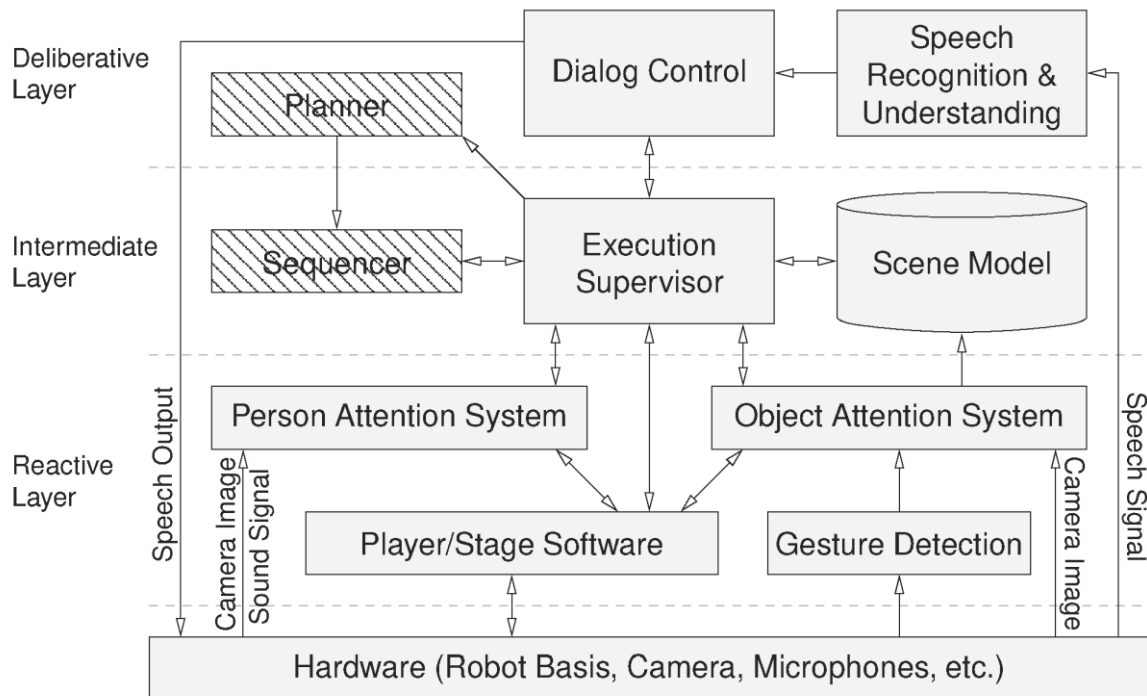 Deliberative
Layer
Planner
Dialog Control
Speech
Recognition &
Understanding
Intermediate
Layer
Sequencer
Execution
Supervisor
Scene Model
Reactive
Layer
Speech Output
Person Attention System
Object Attention System
Camera Image
Sound Signal
Player/Stage Software
Gesture Detection
Camera Image
Speech Signal
Hardware (Robot Basis, Camera, Microphones, etc.)